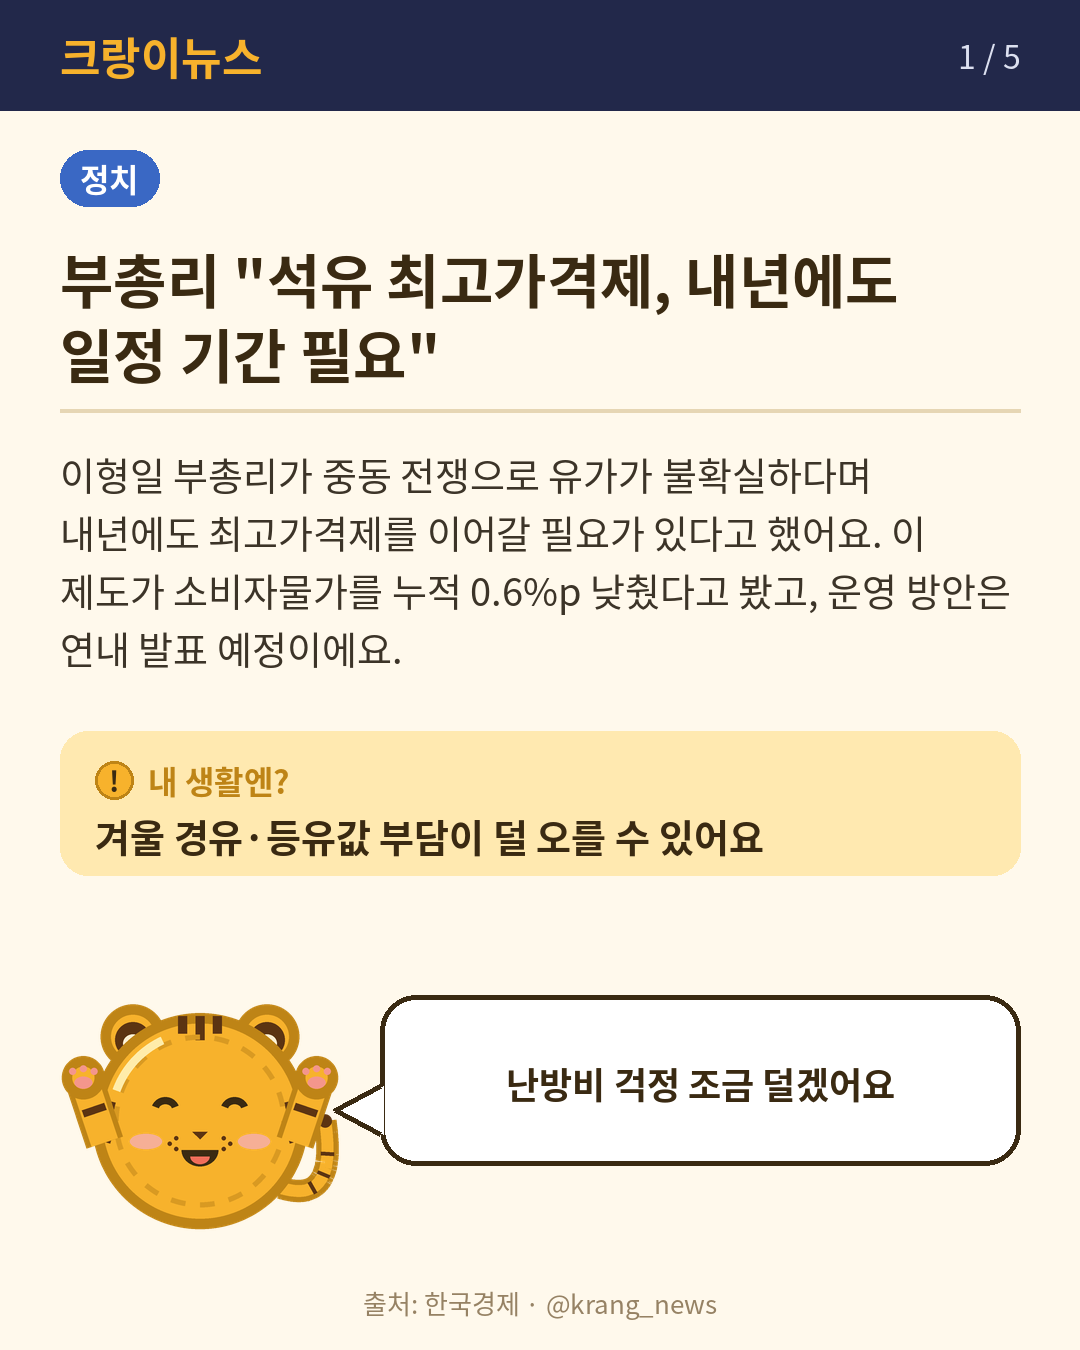 크랑이뉴스
1 / 5
정치
부총리 "석유 최고가격제, 내년에도
일정 기간 필요"
이형일 부총리가 중동 전쟁으로 유가가 불확실하다며
내년에도 최고가격제를 이어갈 필요가 있다고 했어요. 이
제도가 소비자물가를 누적 0.6%p 낮췄다고 봤고, 운영 방안은
연내 발표 예정이에요.
! 내 생활엔?
겨울 경유·등유값 부담이 덜 오를 수 있어요
난방비 걱정 조금 덜겠어요
출처: 한국경제 · @krang_news